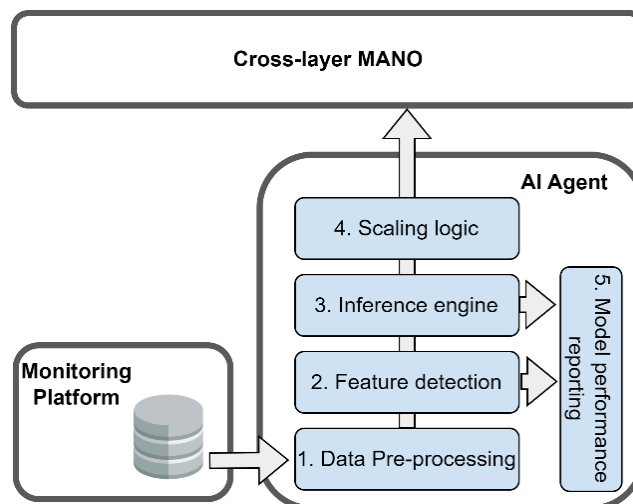 Cross-layer MANO
AI Agent
4. Scaling logic
3. Inference engine
2. Feature detection
1. Data Pre-processing
5. Model performance
reporting
Monitoring
Platform